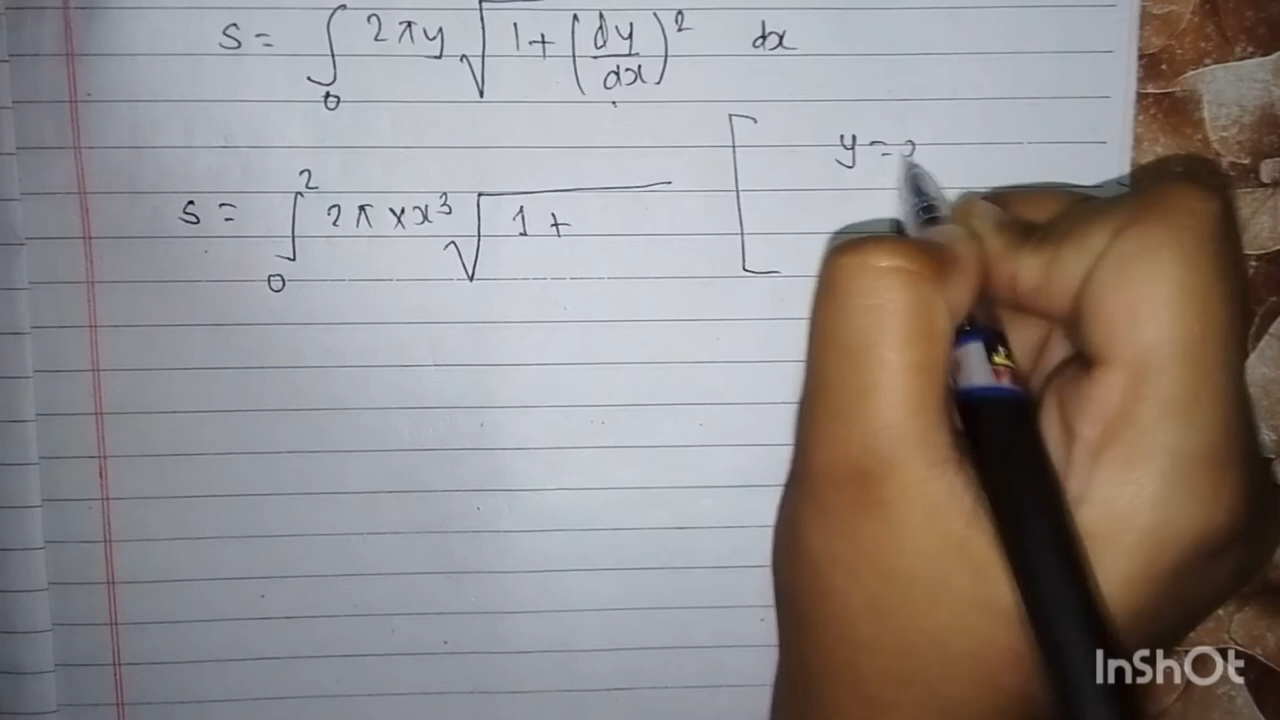 S = ∫₀ 2πy √1+(dy/dx)² dx
y =
S = ∫₀² 2π × x³ √1 +
InShOt